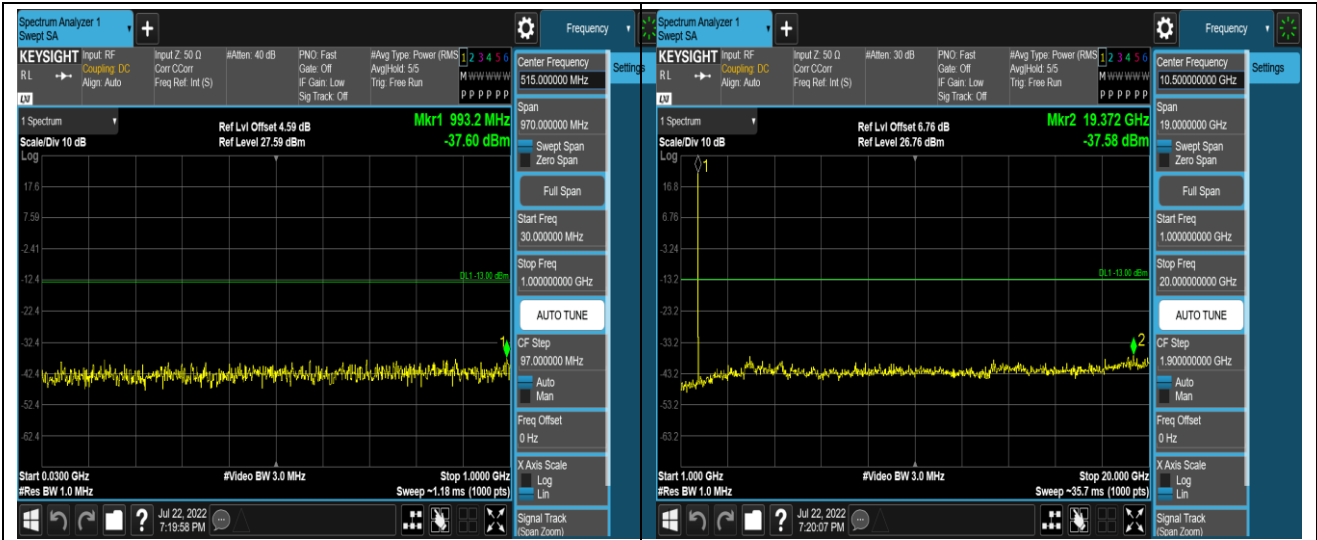 Spectrum Analyzer 1
Swept SA
+
Frequency
KEYSIGHT
Input: RF
Coupling: DC
Align: Auto
Input Z: 50 Ω
Corr CCorr
Freq Ref: Int (S)
#Atten: 40 dB
PNO: Fast
Gate: Off
IF Gain: Low
Sig Track: Off
#Avg Type: Power (RMS
Avg|Hold: 5/5
Trig: Free Run
1 2 3 4 5 6
M W W W W W
P P P P P P
RL
LXI
Settings
1 Spectrum
Scale/Div 10 dB
Log
Ref Lvl Offset 4.59 dB
Ref Level 27.59 dBm
Mkr1 993.2 MHz
-37.60 dBm
17.6
7.59
-2.41
-12.4
-22.4
-32.4
-42.4
-52.4
-62.4
DL1 -13.00 dBm
1
Start 0.0300 GHz
#Res BW 1.0 MHz
#Video BW 3.0 MHz
Stop 1.0000 GHz
Sweep ~1.18 ms (1000 pts)
Center Frequency
515.000000 MHz
Span
970.000000 MHz
Swept Span
Zero Span
Full Span
Start Freq
30.000000 MHz
Stop Freq
1.000000000 GHz
AUTO TUNE
CF Step
97.000000 MHz
Auto
Man
Freq Offset
0 Hz
X Axis Scale
Log
Lin
Signal Track
(Span Zoom)
?
Jul 22, 2022
7:19:58 PM
Spectrum Analyzer 1
Swept SA
+
Frequency
KEYSIGHT
Input: RF
Coupling: DC
Align: Auto
Input Z: 50 Ω
Corr CCorr
Freq Ref: Int (S)
#Atten: 30 dB
PNO: Fast
Gate: Off
IF Gain: Low
Sig Track: Off
#Avg Type: Power (RMS
Avg|Hold: 5/5
Trig: Free Run
1 2 3 4 5 6
M W W W W W
P P P P P P
RL
LXI
Settings
1 Spectrum
Scale/Div 10 dB
Log
Ref Lvl Offset 6.76 dB
Ref Level 26.76 dBm
Mkr2 19.372 GHz
-37.58 dBm
1
16.8
6.76
-3.24
-13.2
-23.2
-33.2
-43.2
-53.2
-63.2
DL1 -13.00 dBm
2
Start 1.000 GHz
#Res BW 1.0 MHz
#Video BW 3.0 MHz
Stop 20.000 GHz
Sweep ~35.7 ms (1000 pts)
Center Frequency
10.500000000 GHz
Span
19.0000000 GHz
Swept Span
Zero Span
Full Span
Start Freq
1.000000000 GHz
Stop Freq
20.000000000 GHz
AUTO TUNE
CF Step
1.900000000 GHz
Auto
Man
Freq Offset
0 Hz
X Axis Scale
Log
Lin
Signal Track
(Span Zoom)
?
Jul 22, 2022
7:20:07 PM